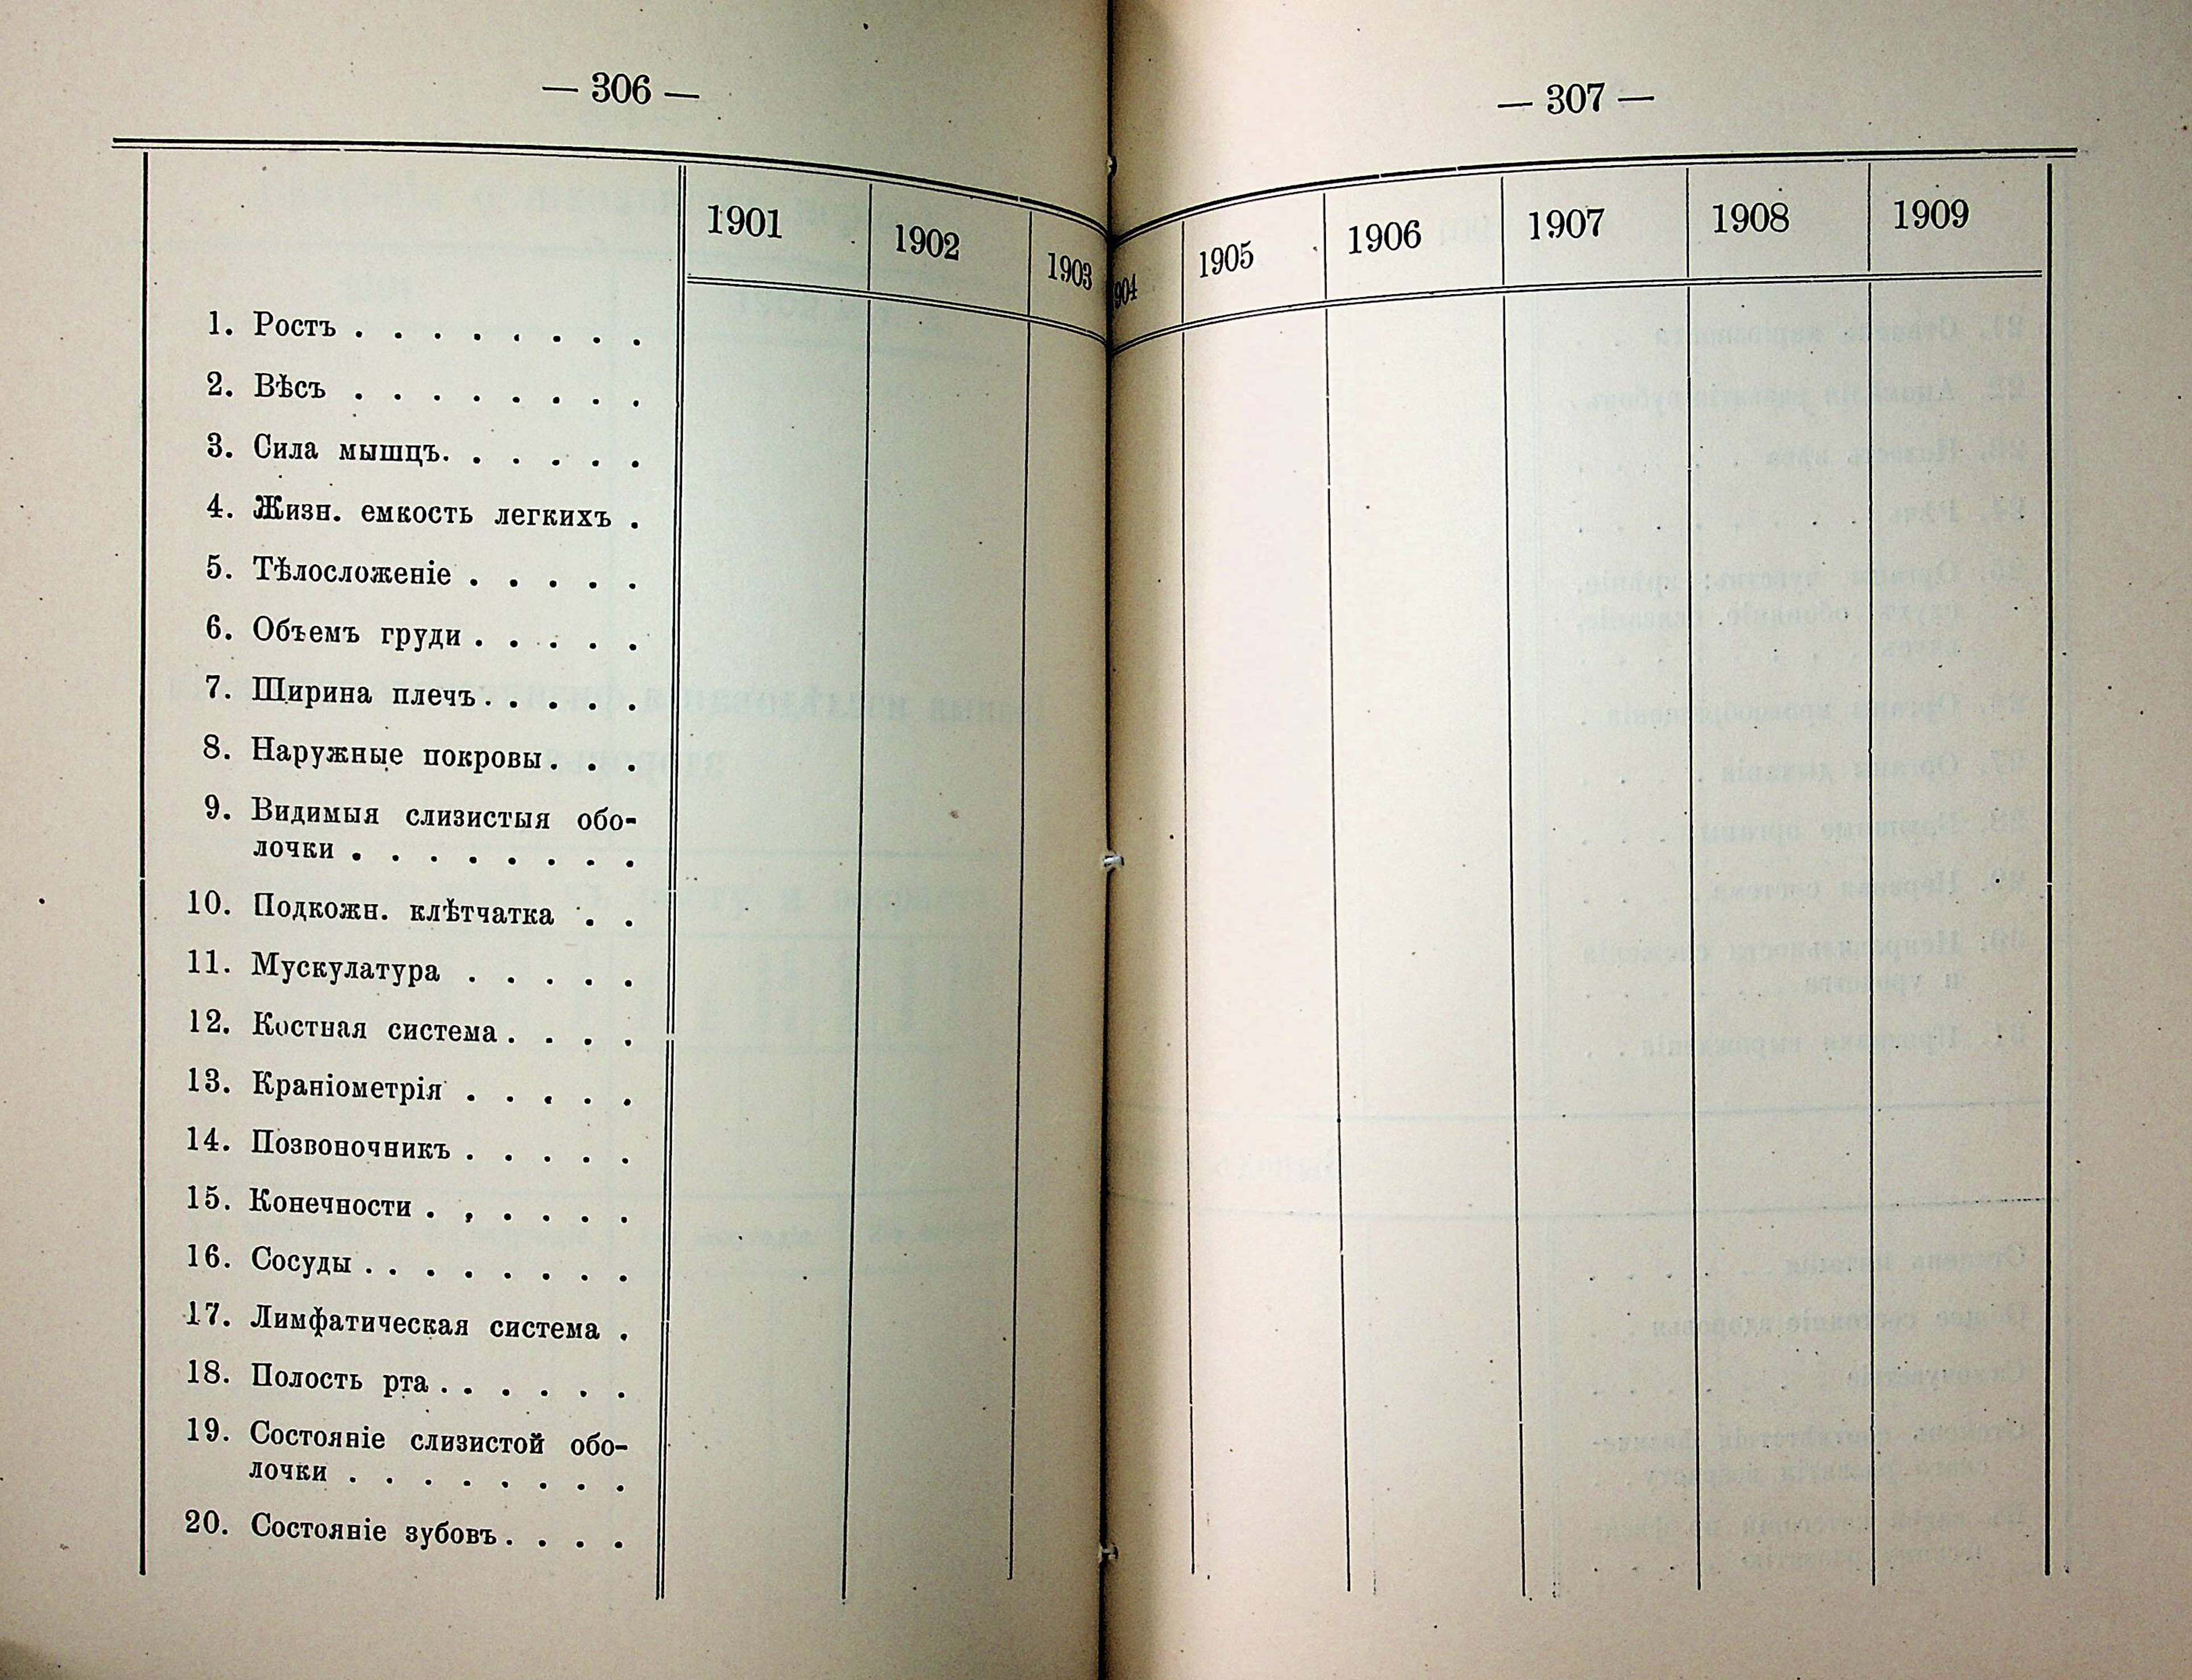 — 306 —
1901 1902 1903
1. Ростъ . . . . . . . .
2. Вѣсъ . . . . . . . .
3. Сила мышцъ. . . . . .
4. Жизн. емкость легкихъ .
5. Тѣлосложеніе . . . . .
6. Объемъ груди . . . . .
7. Ширина плечъ . . . . .
8. Наружные покровы . . .
9. Видимыя слизистыя обо-
лочки . . . . . . . .
10. Подкожн. клѣтчатка . .
11. Мускулатура . . . . .
12. Костная система . . . .
13. Краніометрія . . . . .
14. Позвоночникъ . . . . .
15. Конечности . . . . . .
16. Сосуды . . . . . . . .
17. Лимфатическая система .
18. Полость рта . . . . . .
19. Состояніе слизистой обо-
лочки . . . . . . . .
20. Состояніе зубовъ . . . .
— 307 —
904 1905 1906 1907 1908 1909